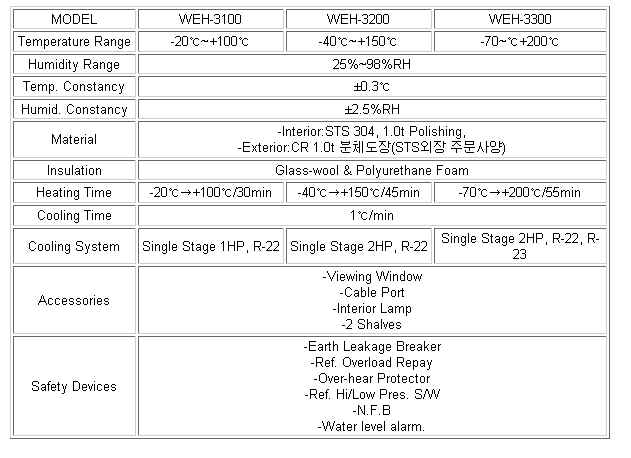 MODEL WEH-3100 WEH-3200 WEH-3300
Temperature Range -20℃~+100℃ -40℃~+150℃ -70~℃+200℃
Humidity Range 25%~98%RH
Temp. Constancy ±0.3℃
Humid. Constancy ±2.5%RH
Material -Interior:STS 304, 1.0t Polishing,
-Exterior:CR 1.0t 분체도장(STS외장 주문사양)
Insulation Glass-wool & Polyurethane Foam
Heating Time -20℃→+100℃/30min -40℃→+150℃/45min -70℃→+200℃/55min
Cooling Time 1℃/min
Cooling System Single Stage 1HP, R-22 Single Stage 2HP, R-22 Single Stage 2HP, R-22, R-
23
Accessories
-Viewing Window
-Cable Port
-Interior Lamp
-2 Shalves
Safety Devices
-Earth Leakage Breaker
-Ref. Overload Repay
-Over-hear Protector
-Ref. Hi/Low Pres. S/W
-N.F.B
-Water level alarm.